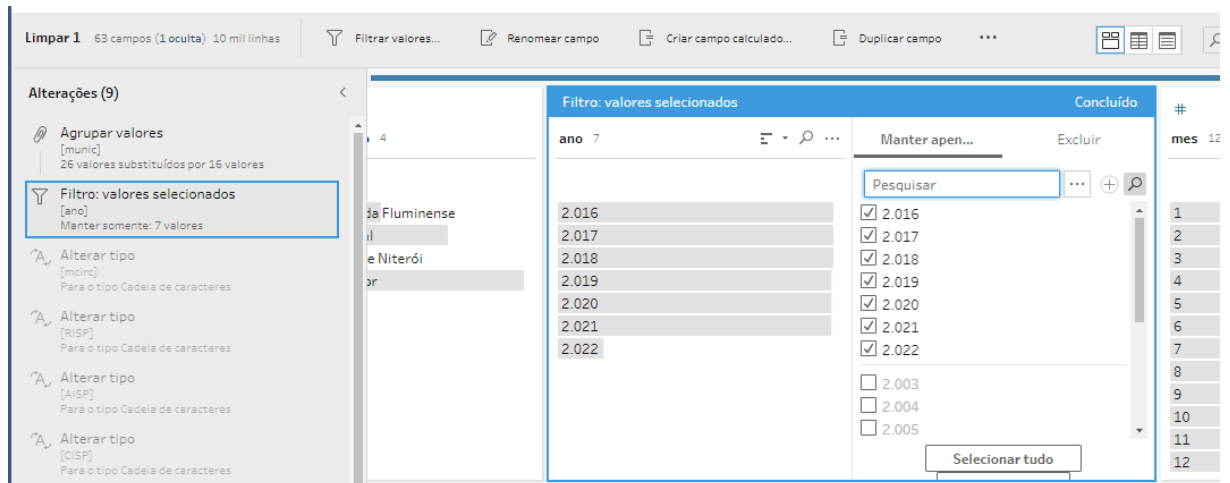 Limpar 1 63 campos (1 oculta) 10 mil linhas
Filtrar valores...
Renomear campo
Criar campo calculado...
Duplicar campo
...
Alterações (9)
Agrupar valores
[munic]
26 valores substituídos por 16 valores
Filtro: valores selecionados
[ano]
Manter somente: 7 valores
Alterar tipo
[mcirc]
Para o tipo Cadeia de caracteres
Alterar tipo
[RISP]
Para o tipo Cadeia de caracteres
Alterar tipo
[AISP]
Para o tipo Cadeia de caracteres
Alterar tipo
[CISP]
Para o tipo Cadeia de caracteres
4
da Fluminense
al
e Niterói
or
Filtro: valores selecionados
Concluído
ano 7
...
2.016
2.017
2.018
2.019
2.020
2.021
2.022
Manter apen...
Excluir
Pesquisar
...
2.016
2.017
2.018
2.019
2.020
2.021
2.022
2.003
2.004
2.005
Selecionar tudo
#
mes 12
1
2
3
4
5
6
7
8
9
10
11
12